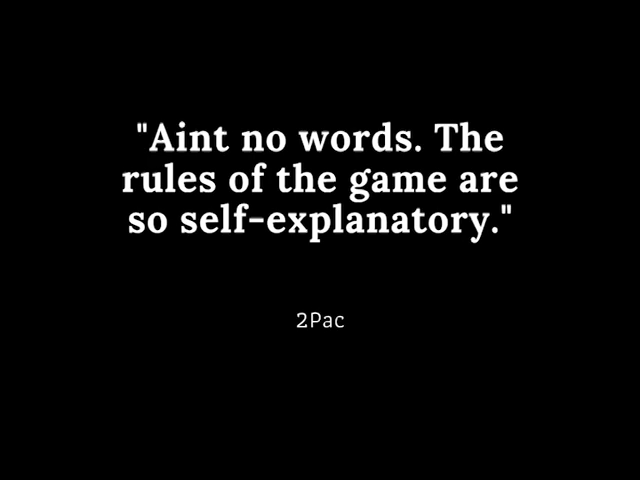 "Aint no words. The
rules of the game are
so self-explanatory."
2Pac